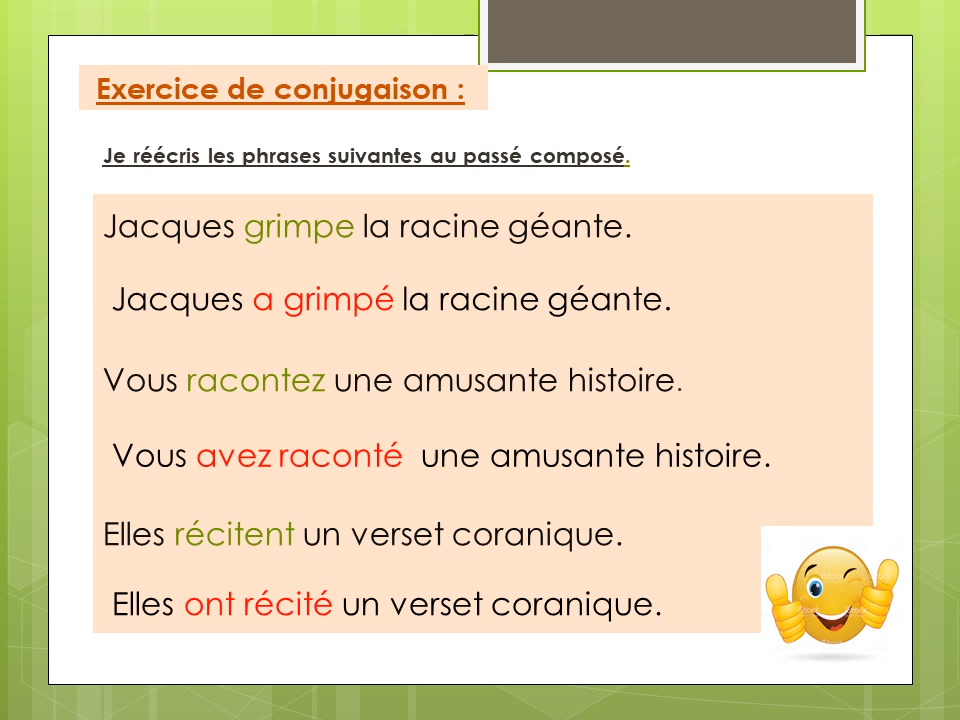 Exercice de conjugaison :
Je réécris les phrases suivantes au passé composé.
Jacques grimpe la racine géante.
Jacques a grimpé la racine géante.
Vous racontez une amusante histoire.
Vous avez raconté une amusante histoire.
Elles récitent un verset coranique.
Elles ont récité un verset coranique.